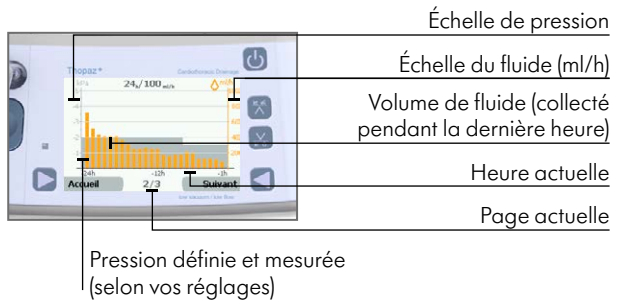 Échelle de pression
Échelle du fluide (ml/h)
Volume de fluide (collecté
pendant la dernière heure)
Heure actuelle
Page actuelle
Thopaz+
24h/100 ml/h
-24h
-12h
-1h
Accueil
2/3
Suivant
Pression définie et mesurée
(selon vos réglages)